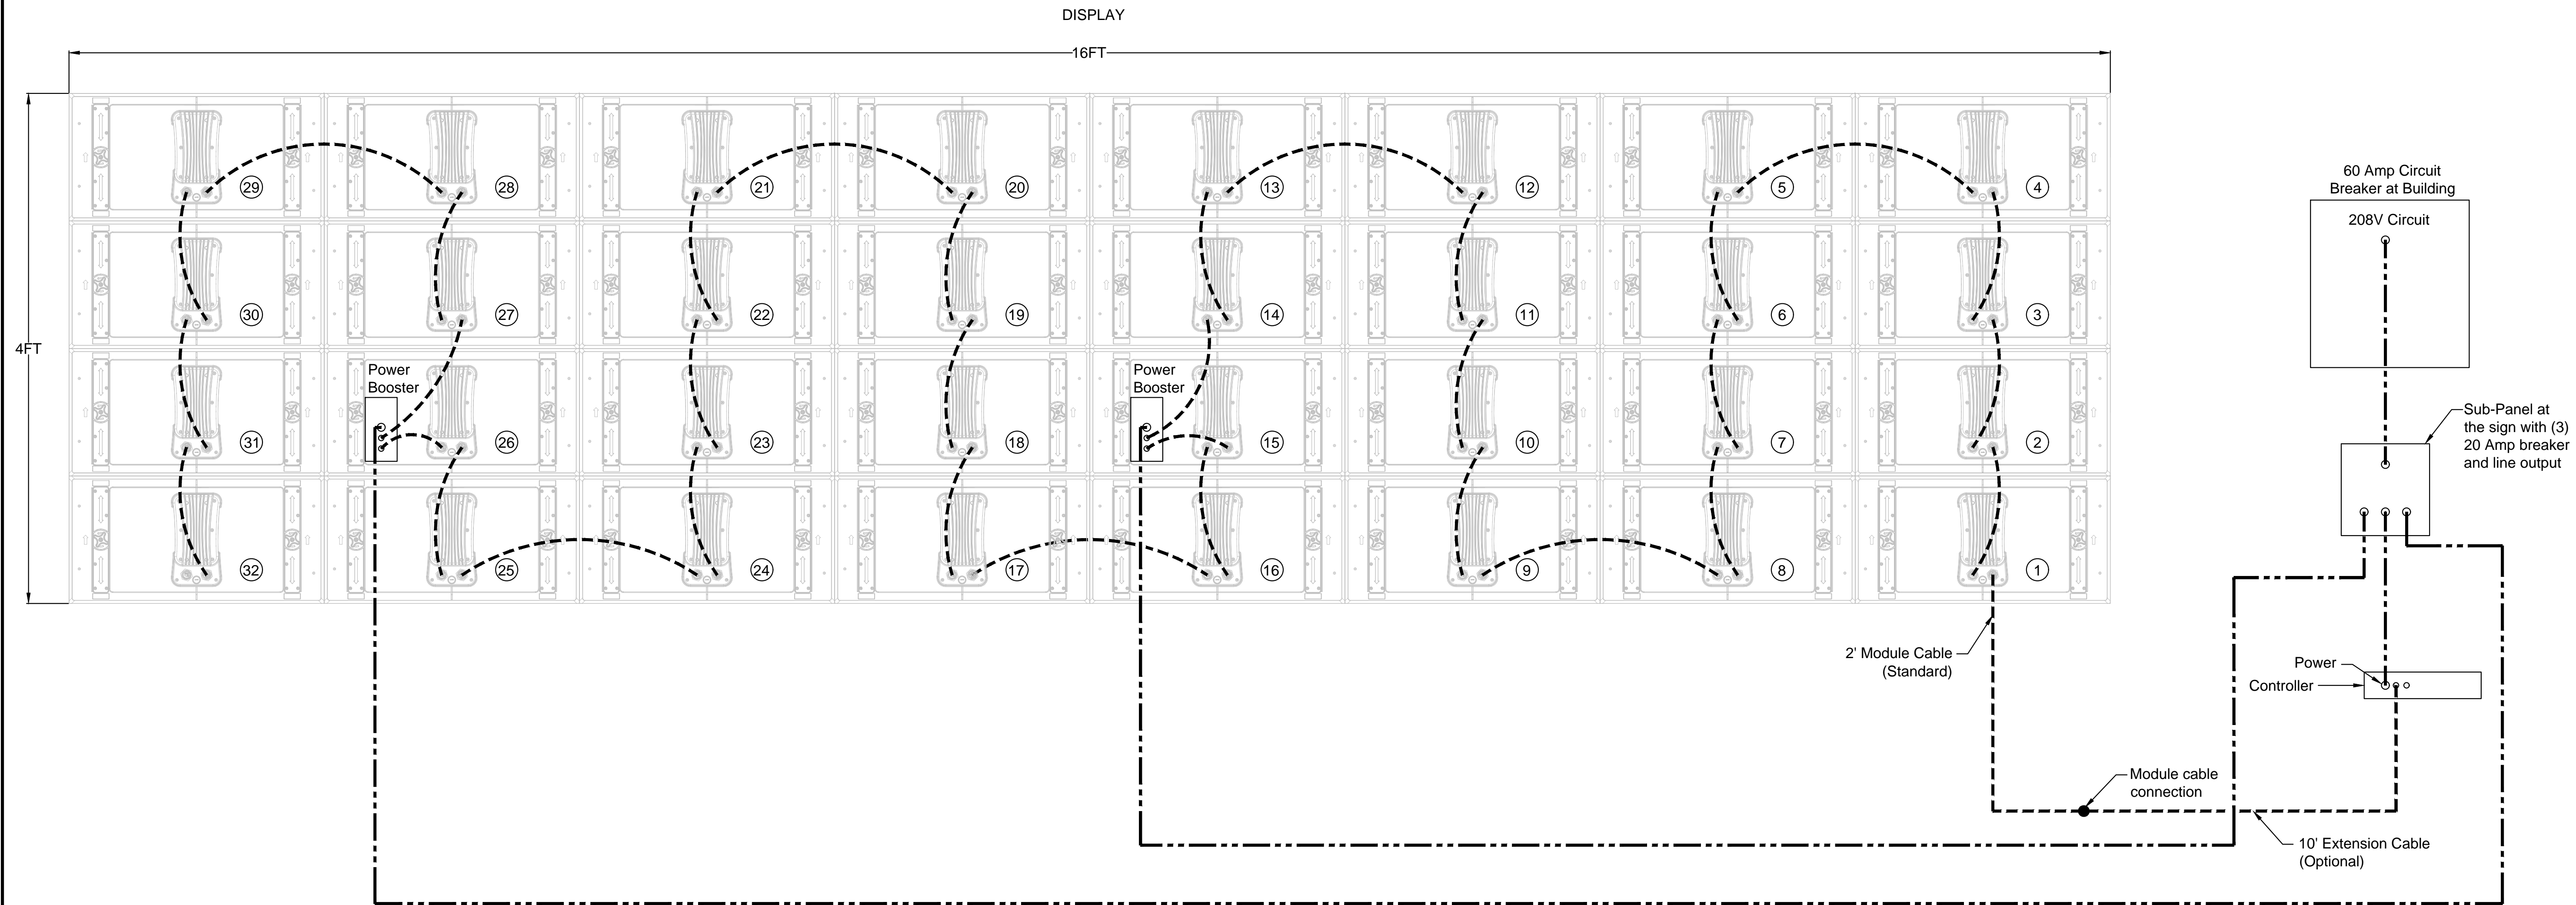 DISPLAY
16FT
4FT
29
28
21
20
13
12
5
4
30
27
22
19
14
11
6
3
Power
Booster
Power
Booster
31
26
23
18
15
10
7
2
32
25
24
17
16
9
8
1
60 Amp Circuit
Breaker at Building
208V Circuit
Sub-Panel at
the sign with (3)
20 Amp breaker
and line output
2' Module Cable
(Standard)
Power
Controller
Module cable
connection
10' Extension Cable
(Optional)